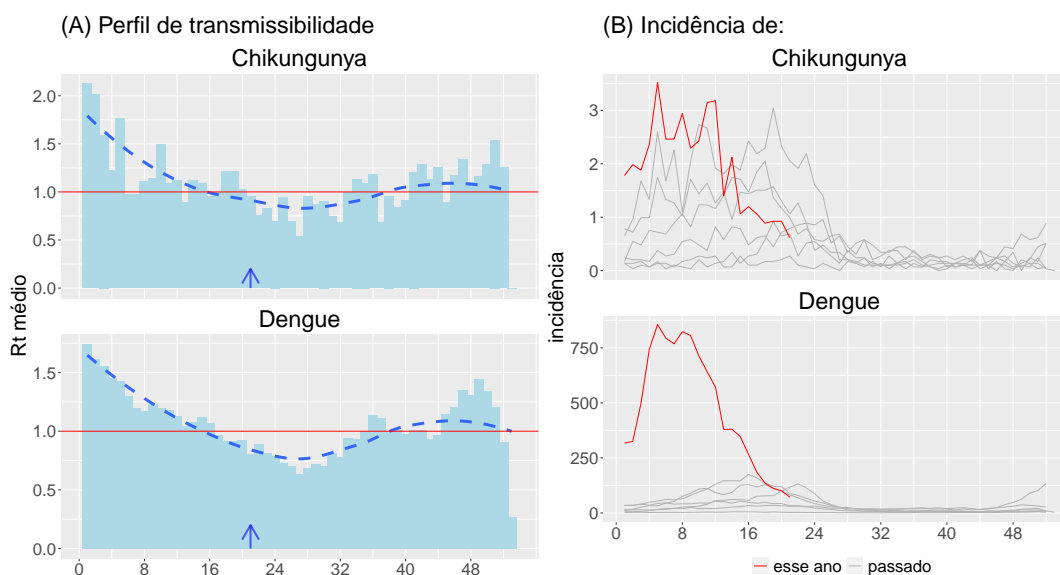 (A) Perfil de transmissibilidade
Chikungunya
2.0
1.5
1.0
0.5
0.0
Dengue
1.5
1.0
0.5
0.0
0 8 16 24 32 40 48
Rt médio
(B) Incidência de:
Chikungunya
3
2
1
0
Dengue
750
500
250
0
0 8 16 24 32 40 48
incidência
esse ano passado